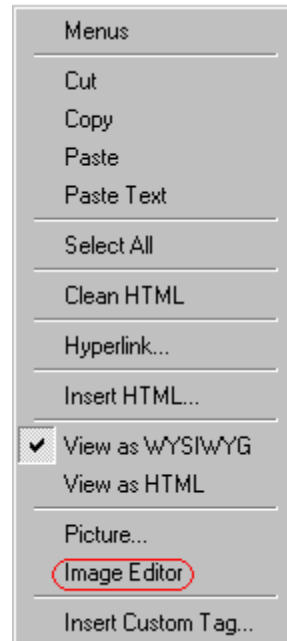 Menus
Cut
Copy
Paste
Paste Text
Select All
Clean HTML
Hyperlink...
Insert HTML...
View as WYSIWYG
View as HTML
Picture...
Image Editor
Insert Custom Tag...